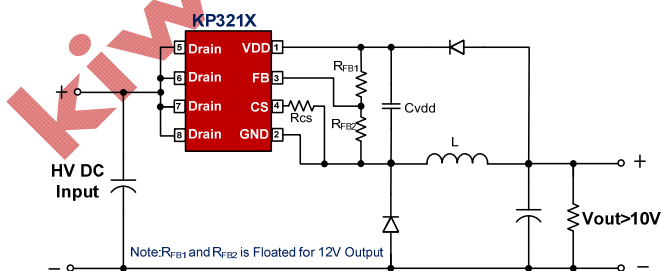 kiw
KP321X
5 Drain VDD 1
6 Drain FB 3
7 Drain CS 4
8 Drain GND 2
RFB1
Rcs
RFB2
Cvdd
L
+
+
HV DC
Input
Vout>10V
Note:RFB1 and RFB2 is Floated for 12V Output
−
−